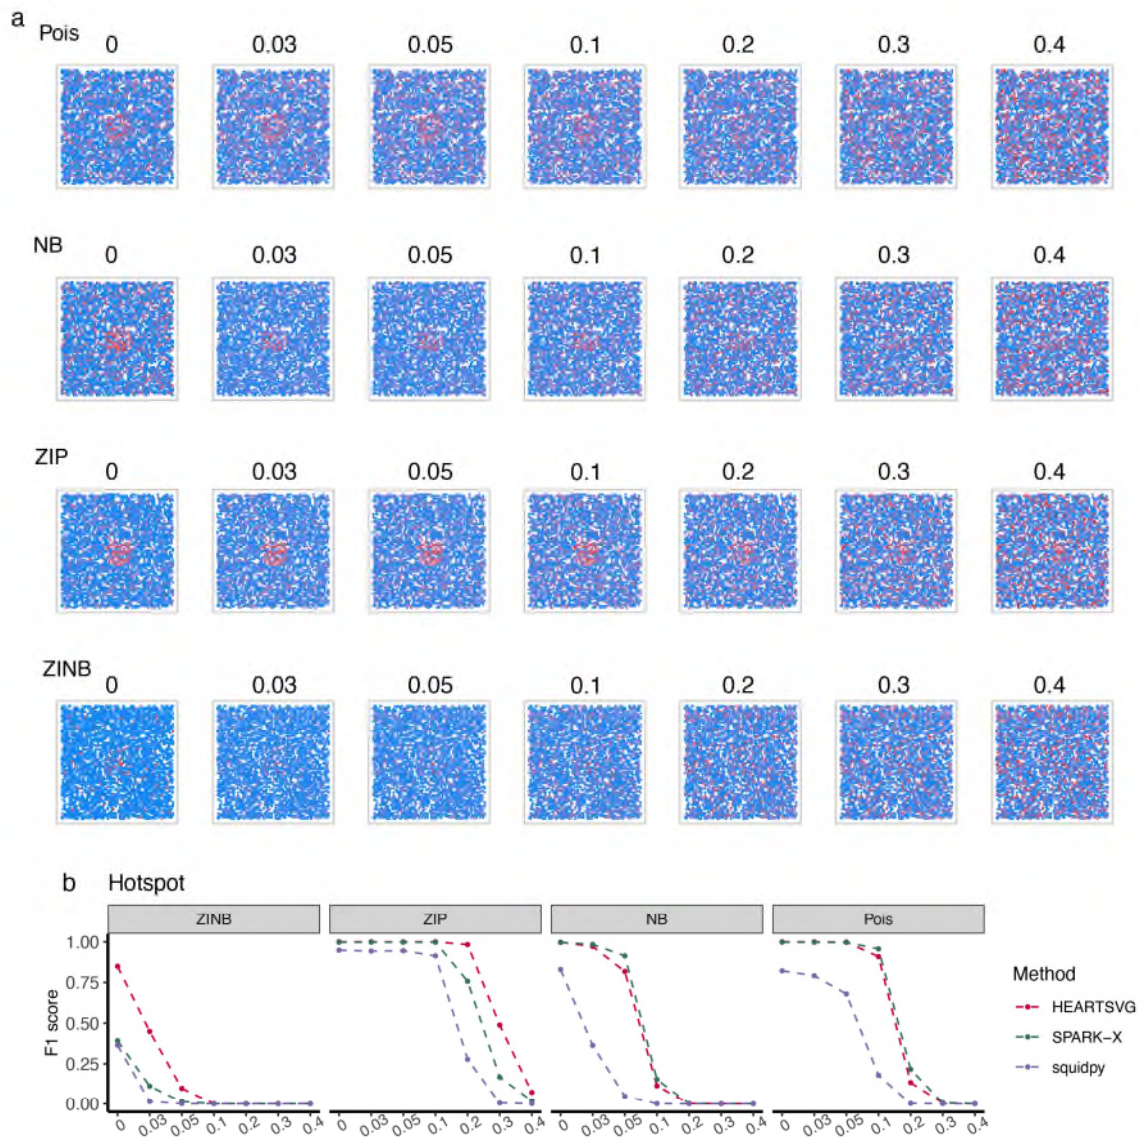 a
Pois
0 0.03 0.05 0.1 0.2 0.3 0.4
NB
0 0.03 0.05 0.1 0.2 0.3 0.4
ZIP
0 0.03 0.05 0.1 0.2 0.3 0.4
ZINB
0 0.03 0.05 0.1 0.2 0.3 0.4
b Hotspot
ZINB ZIP NB Pois
1.00
0.75
0.50
0.25
0.00
F1 score
0 0.03 0.05 0.1 0.2 0.3 0.4 0 0.03 0.05 0.1 0.2 0.3 0.4 0 0.03 0.05 0.1 0.2 0.3 0.4 0 0.03 0.05 0.1 0.2 0.3 0.4
Method
HEARTSVG
SPARK-X
squidpy